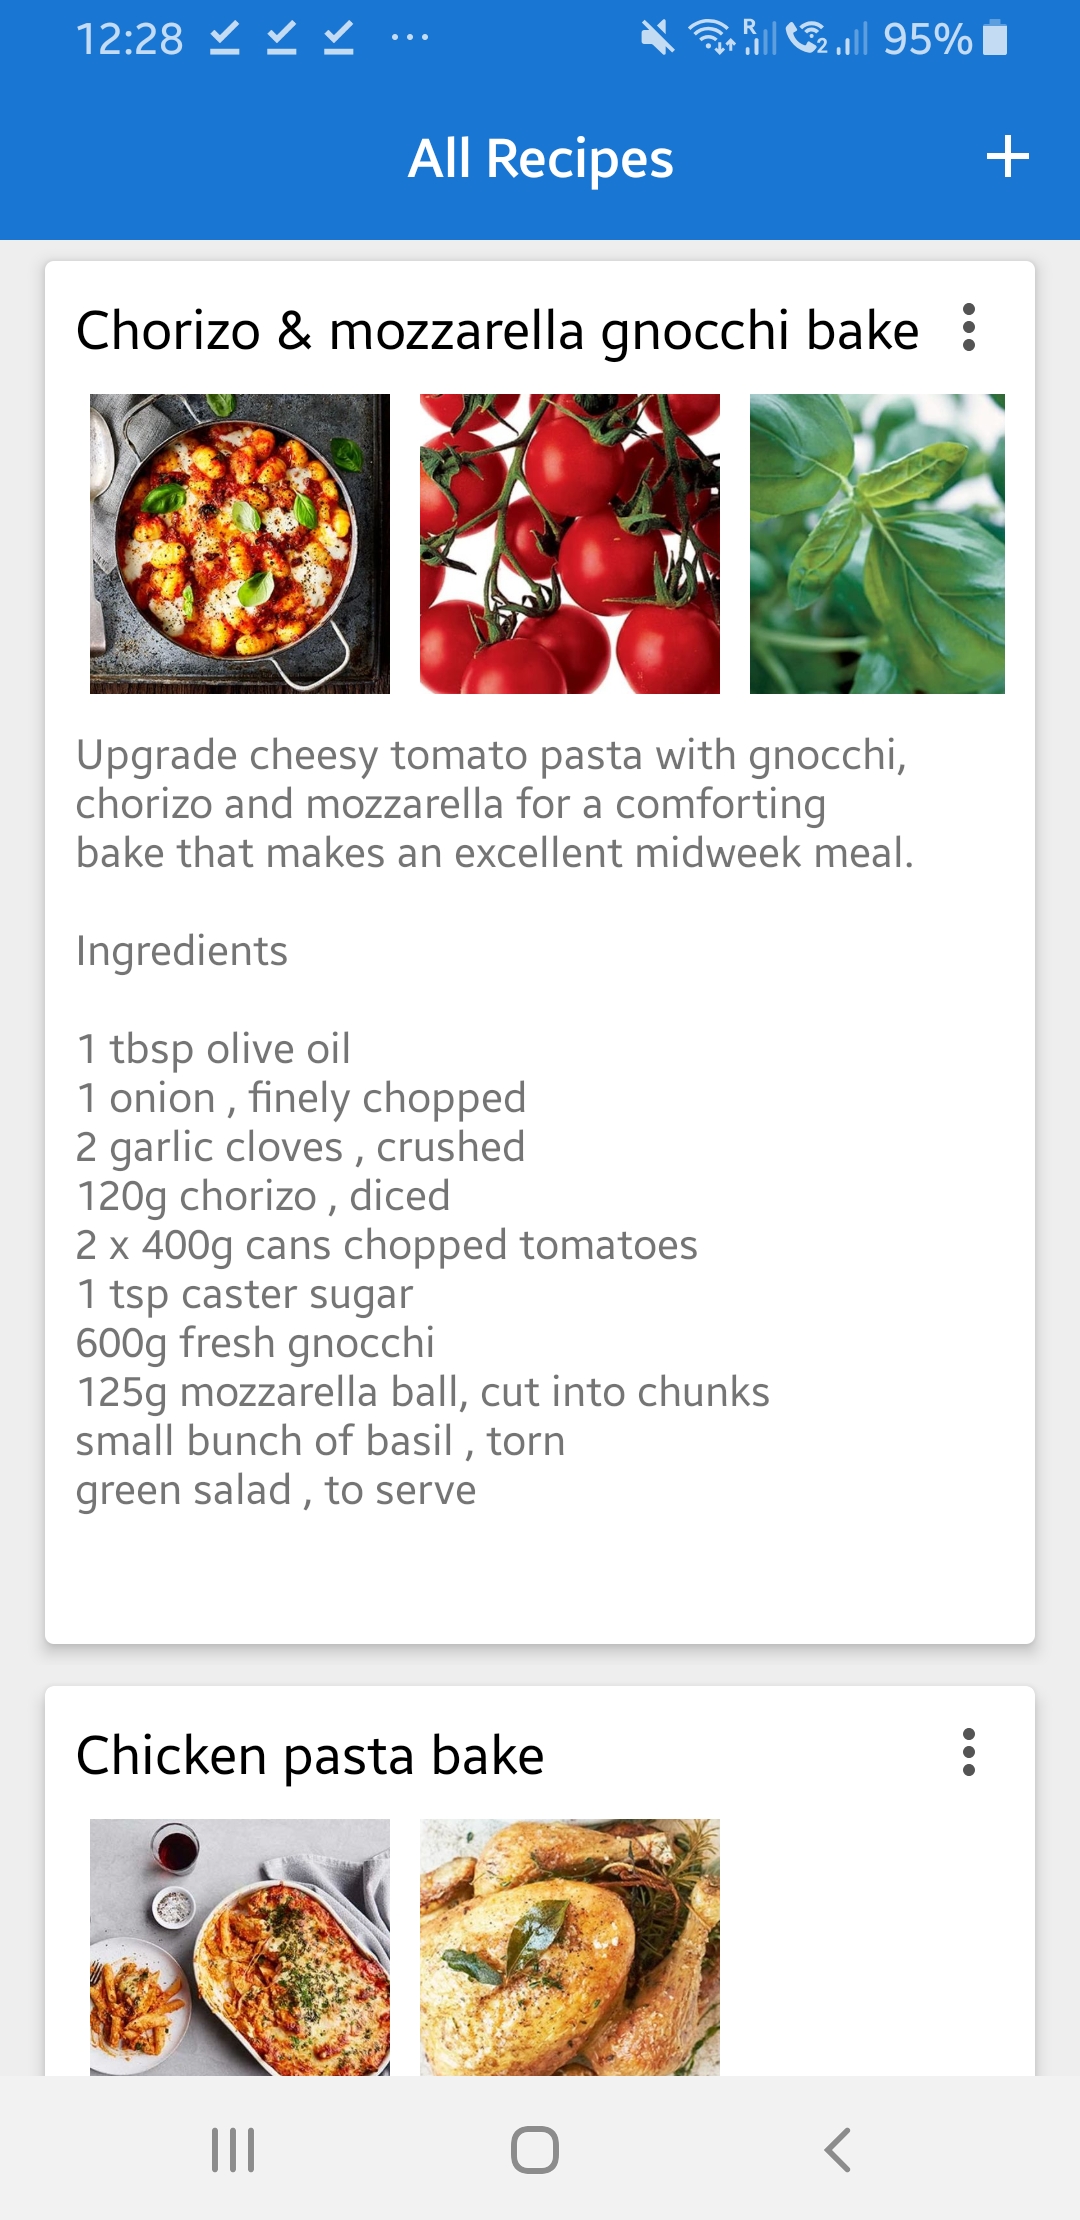 12:28
R
2
95%
All Recipes
Chorizo & mozzarella gnocchi bake
Upgrade cheesy tomato pasta with gnocchi,
chorizo and mozzarella for a comforting
bake that makes an excellent midweek meal.
Ingredients
1 tbsp olive oil
1 onion , finely chopped
2 garlic cloves , crushed
120g chorizo , diced
2 x 400g cans chopped tomatoes
1 tsp caster sugar
600g fresh gnocchi
125g mozzarella ball, cut into chunks
small bunch of basil , torn
green salad , to serve
Chicken pasta bake